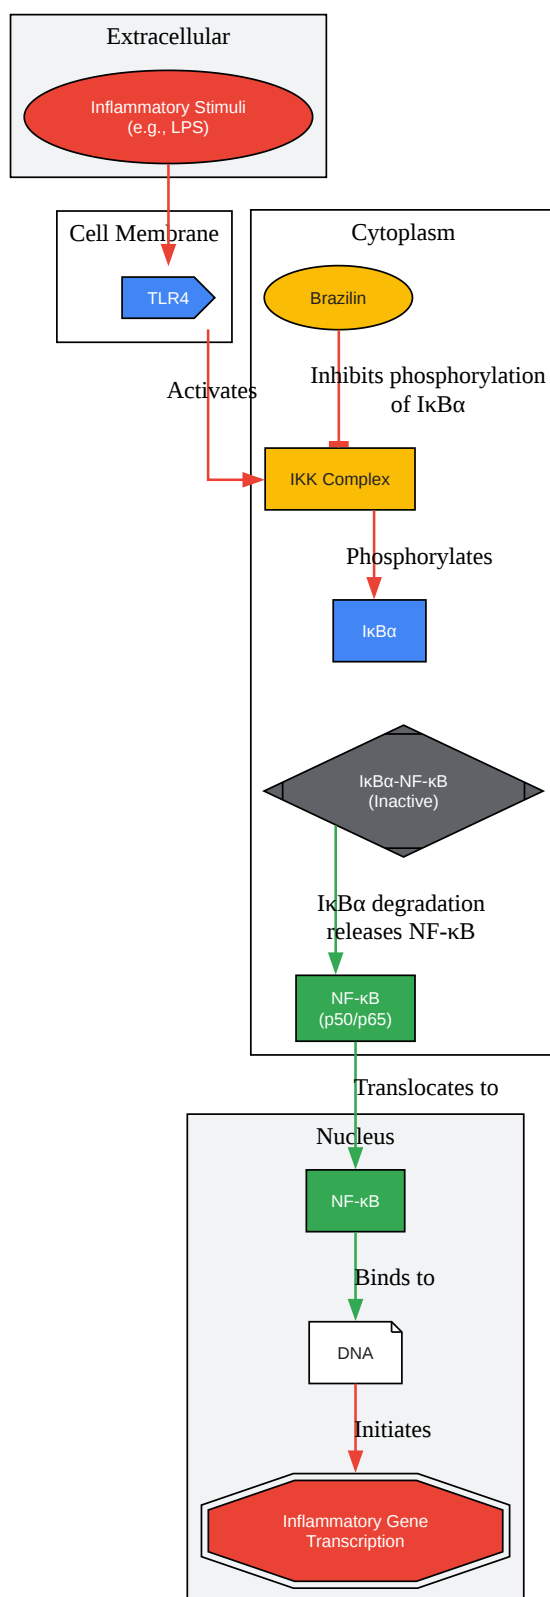 Extracellular
Inflammatory Stimuli
(e.g., LPS)
Cell Membrane
TLR4
Activates
Cytoplasm
Brazilin
Inhibits phosphorylation
of IκBα
IKK Complex
Phosphorylates
IκBα
IκBα-NF-κB
(Inactive)
IκBα degradation
releases NF-κB
NF-κB
(p50/p65)
Translocates to
Nucleus
NF-κB
Binds to
DNA
Initiates
Inflammatory Gene
Transcription